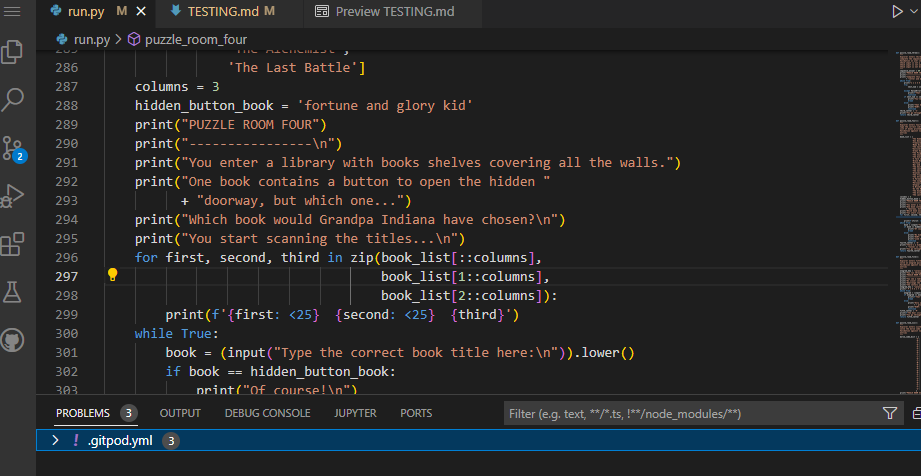 run.py M TESTING.md M Preview TESTING.md
run.py > puzzle_room_four
285 'The Alchemist',
286 'The Last Battle']
287 columns = 3
288 hidden_button_book = 'fortune and glory kid'
289 print("PUZZLE ROOM FOUR")
290 print("----------------\n")
291 print("You enter a library with books shelves covering all the walls.")
292 print("One book contains a button to open the hidden "
293 + "doorway, but which one...")
294 print("Which book would Grandpa Indiana have chosen?\n")
295 print("You start scanning the titles...\n")
296 for first, second, third in zip(book_list[::columns],
297 book_list[1::columns],
298 book_list[2::columns]):
299 print(f'{first: <25} {second: <25} {third}')
300 while True:
301 book = (input("Type the correct book title here:\n")).lower()
302 if book == hidden_button_book:
303 print("Of course!\n")
2
PROBLEMS 3 OUTPUT DEBUG CONSOLE JUPYTER PORTS Filter (e.g. text, **/*.ts, !**/node_modules/**)
! .gitpod.yml 3